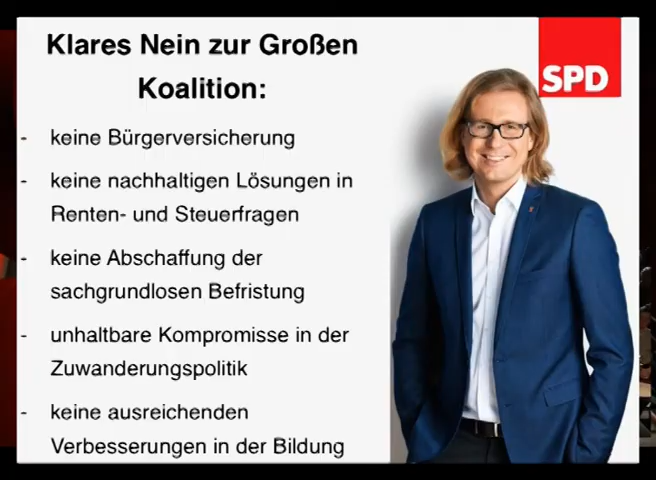 Klares Nein zur Großen
Koalition:
SPD
- keine Bürgerversicherung
- keine nachhaltigen Lösungen in
Renten- und Steuerfragen
- keine Abschaffung der
sachgrundlosen Befristung
- unhaltbare Kompromisse in der
Zuwanderungspolitik
- keine ausreichenden
Verbesserungen in der Bildung